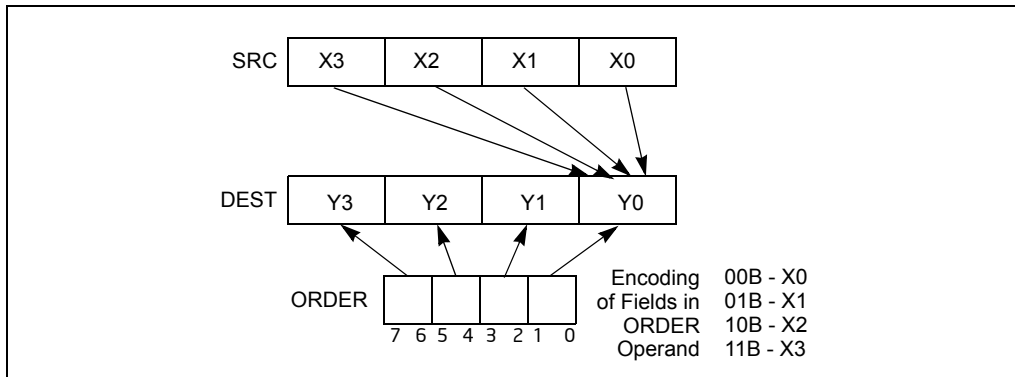 SRC X3 X2 X1 X0
DEST Y3 Y2 Y1 Y0
ORDER
7 6 5 4 3 2 1 0
Encoding 00B - X0
of Fields in 01B - X1
ORDER 10B - X2
Operand 11B - X3